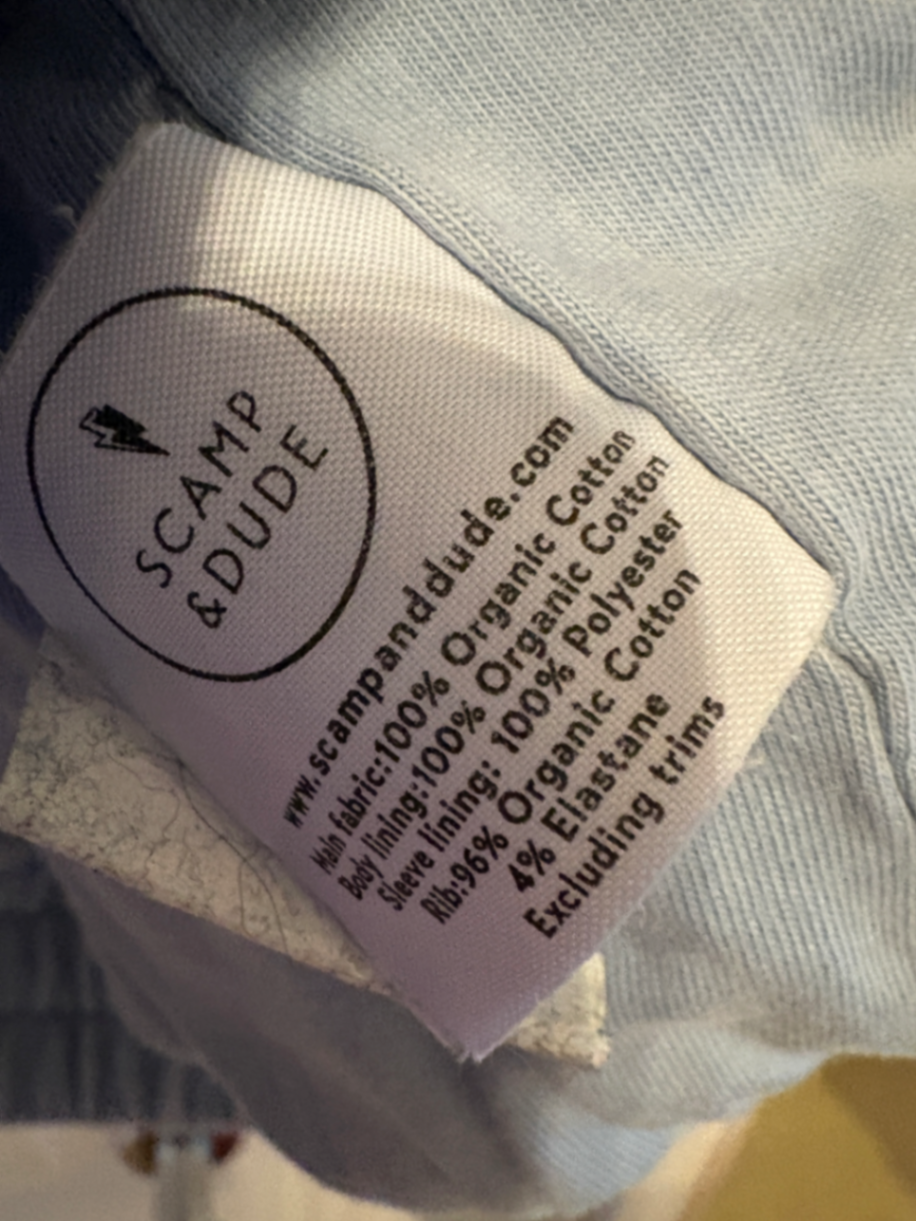 SCAMP
&DUDE
www.scampanddude.com
Main fabric:100% Organic Cotton
Body lining:100% Organic Cotton
Sleeve lining: 100% Polyester
Rib:96% Organic Cotton
4% Elastane
Excluding trims